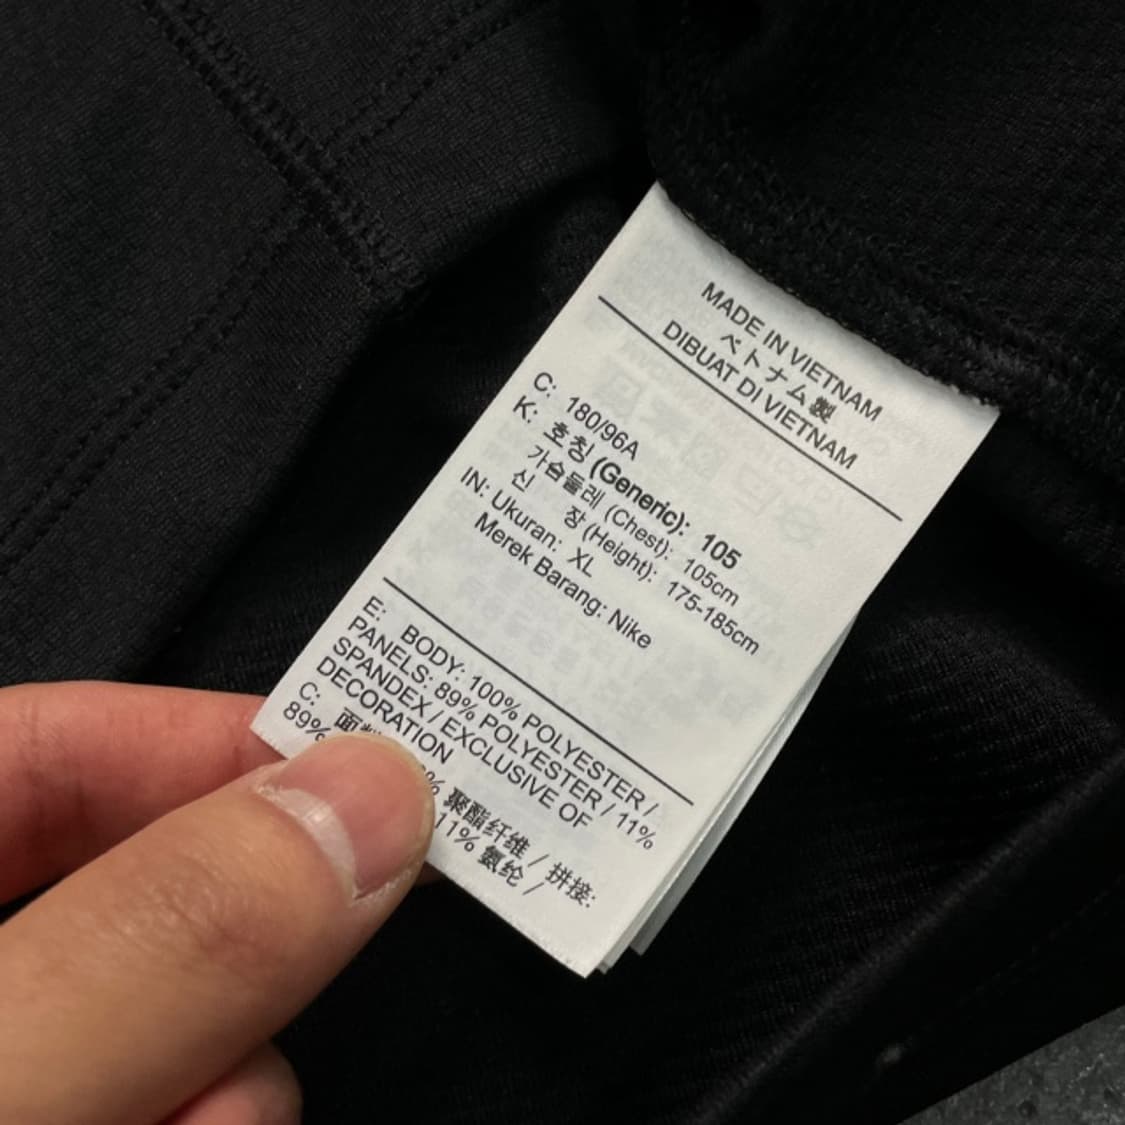 MADE IN VIETNAM
ベトナム製
DIBUAT DI VIETNAM
C: 180/96A
K: 호칭 (Generic): 105
가슴둘레 (Chest): 105cm
신 장 (Height): 175-185cm
IN: Ukuran: XL
Merek Barang: Nike
E: BODY: 100% POLYESTER /
PANELS: 89% POLYESTER / 11%
SPANDEX / EXCLUSIVE OF
DECORATION
C: 面料 % 聚酯纤维 / 拼接:
89% 11% 氨纶 /